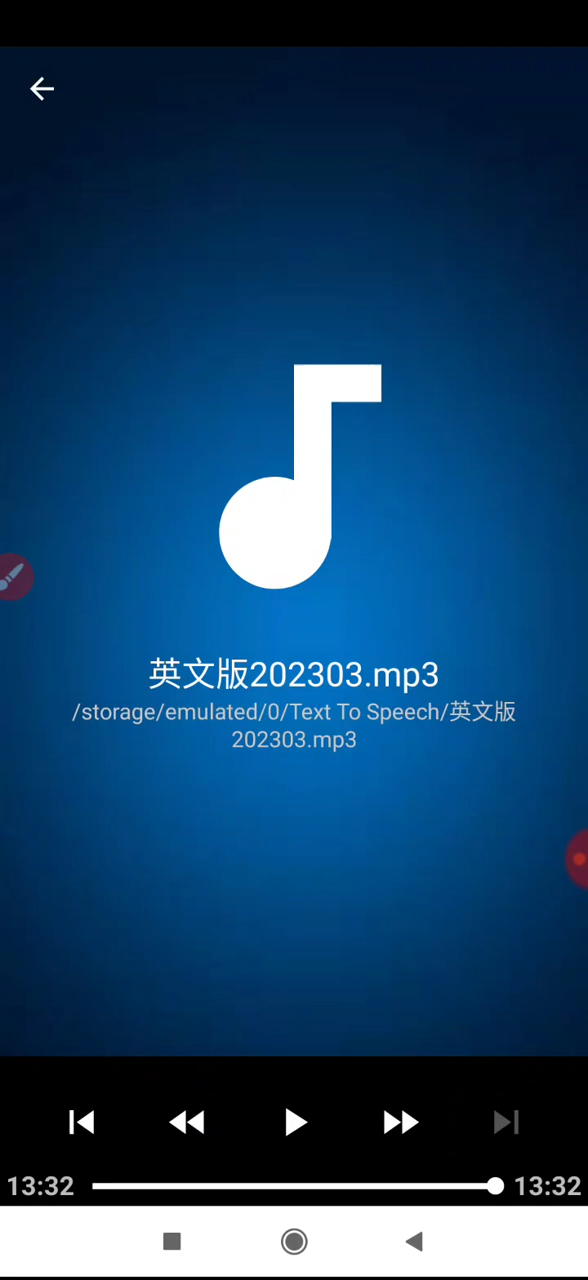 英文版202303.mp3
/storage/emulated/0/Text To Speech/英文版
202303.mp3
13:32
13:32